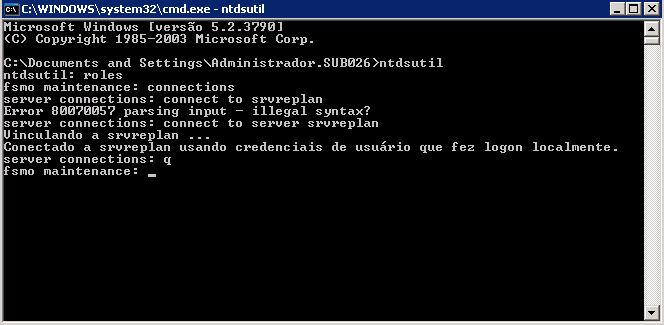 C:\WINDOWS\system32\cmd.exe - ntdsutil
Microsoft Windows [versão 5.2.3790]
(C) Copyright 1985-2003 Microsoft Corp.
C:\Documents and Settings\Administrador.SUB026>ntdsutil
ntdsutil: roles
fsmo maintenance: connections
server connections: connect to srvreplan
Error 80070057 parsing input - illegal syntax?
server connections: connect to server srvreplan
Vinculando a srvreplan ...
Conectado a srvreplan usando credenciais de usuário que fez logon localmente.
server connections: q
fsmo maintenance: _